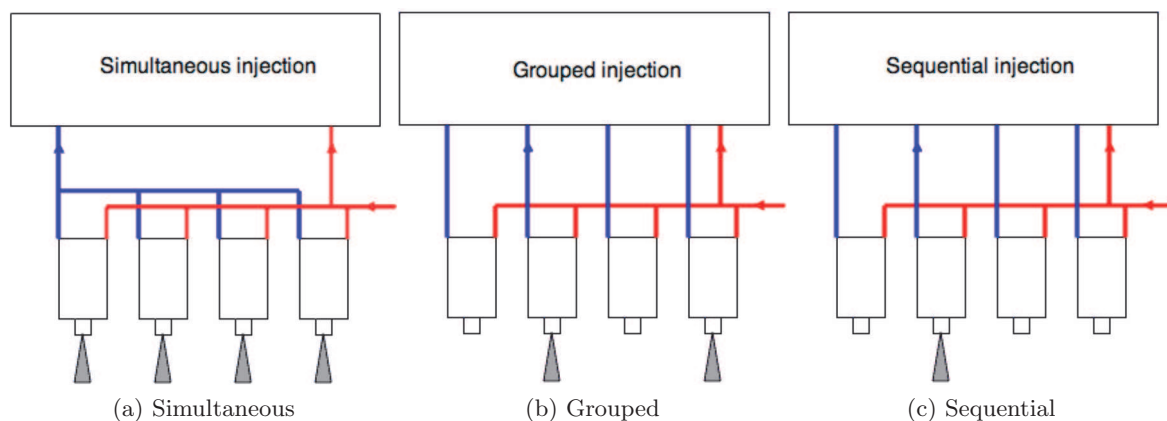 Simultaneous injection
Grouped injection
Sequential injection
(a) Simultaneous
(b) Grouped
(c) Sequential